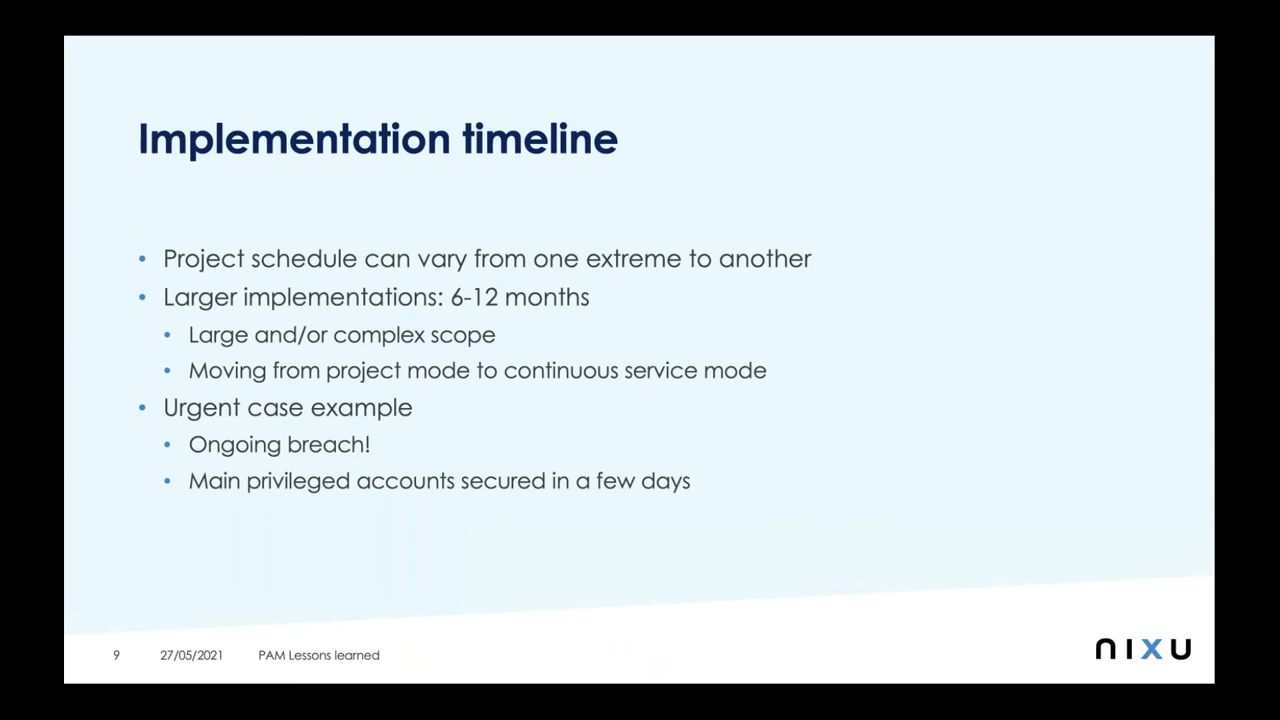 Implementation timeline
• Project schedule can vary from one extreme to another
• Larger implementations: 6-12 months
• Large and/or complex scope
• Moving from project mode to continuous service mode
• Urgent case example
• Ongoing breach!
• Main privileged accounts secured in a few days
9 27/05/2021 PAM Lessons learned
nixu